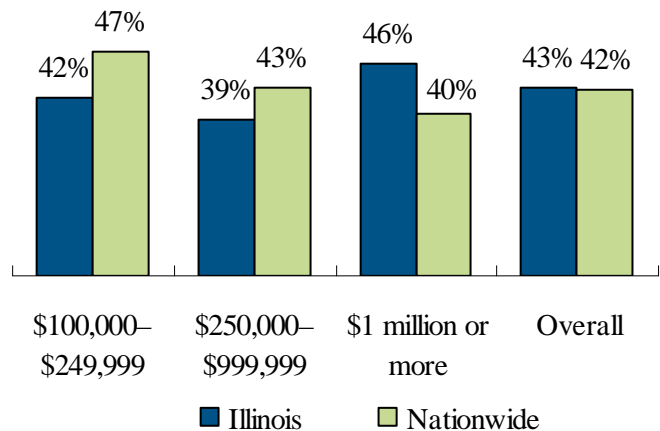 47%
42%
39%
43%
46%
40%
43%
42%
$100,000–
$249,999
$250,000–
$999,999
$1 million or
more
Overall
Illinois
Nationwide